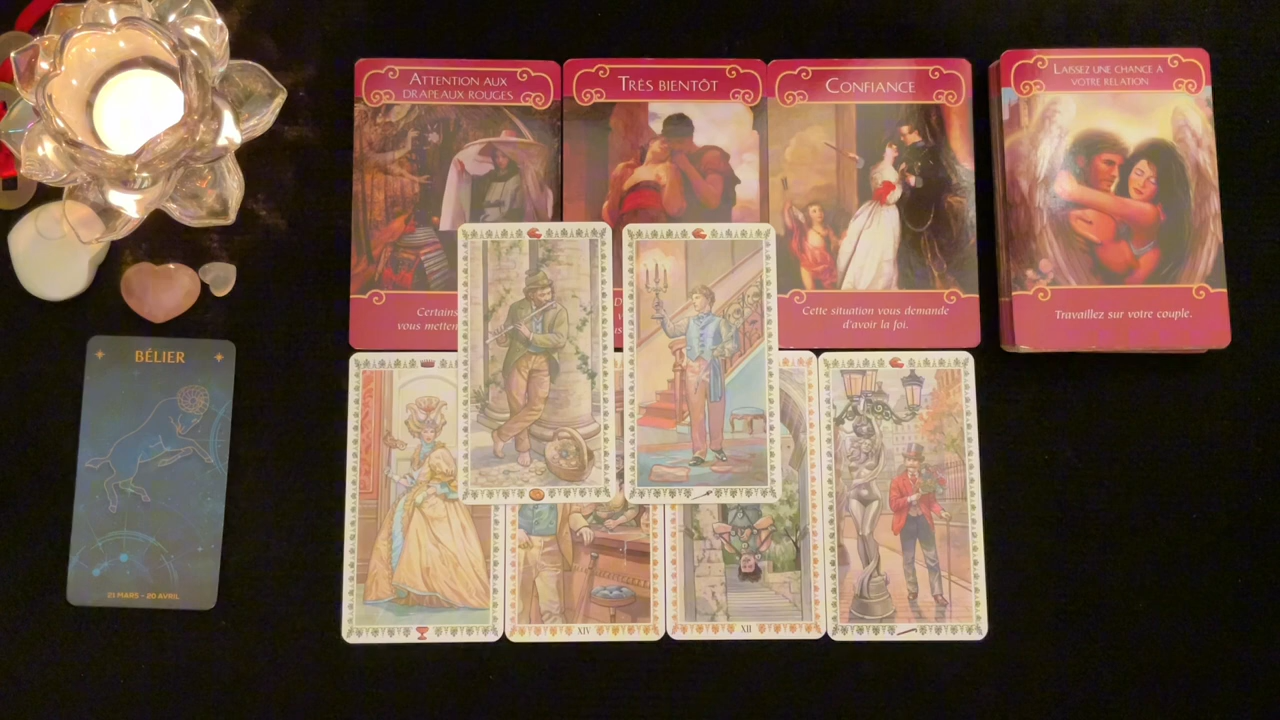 ATTENTION AUX
DRAPEAUX ROUGES
Certains
vous metten
TRÈS BIENTÔT
CONFIANCE
Cette situation vous demande
d'avoir la foi.
LAISSEZ UNE CHANCE À
VOTRE RELATION
Travaillez sur votre couple.
BÉLIER
21 MARS - 20 AVRIL
XIV
XII